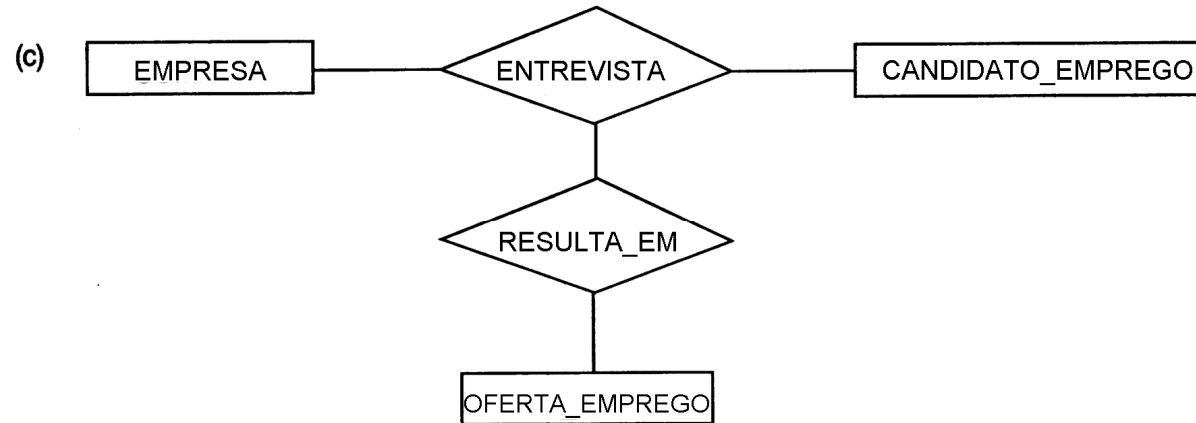 (c)
EMPRESA
ENTREVISTA
CANDIDATO_EMPREGO
RESULTA_EM
OFERTA_EMPREGO